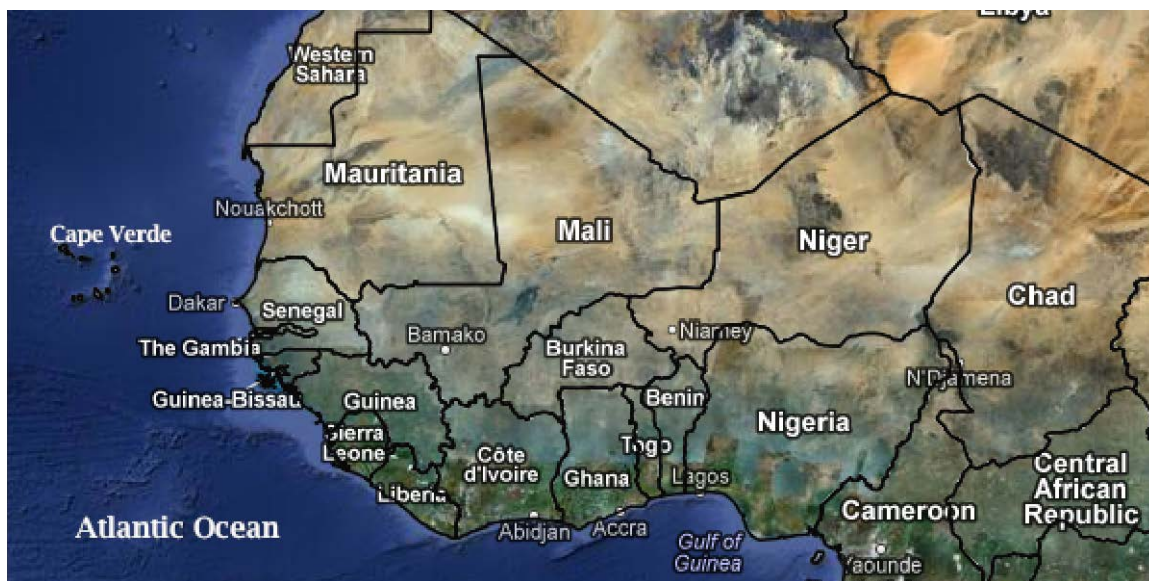 Libya
Western
Sahara
Mauritania
Nouakchott
Cape Verde
Mali
Niger
Chad
Dakar
Senegal
The Gambia
Bamako
Niamey
Burkina
Faso
N'Djamena
Guinea-Bissau
Guinea
Benin
Nigeria
Sierra
Leone
Togo
Côte
d'Ivoire
Ghana
Lagos
Liberia
Central
African
Republic
Cameroon
Atlantic Ocean
Abidjan
Accra
Gulf of
Guinea
Yaounde